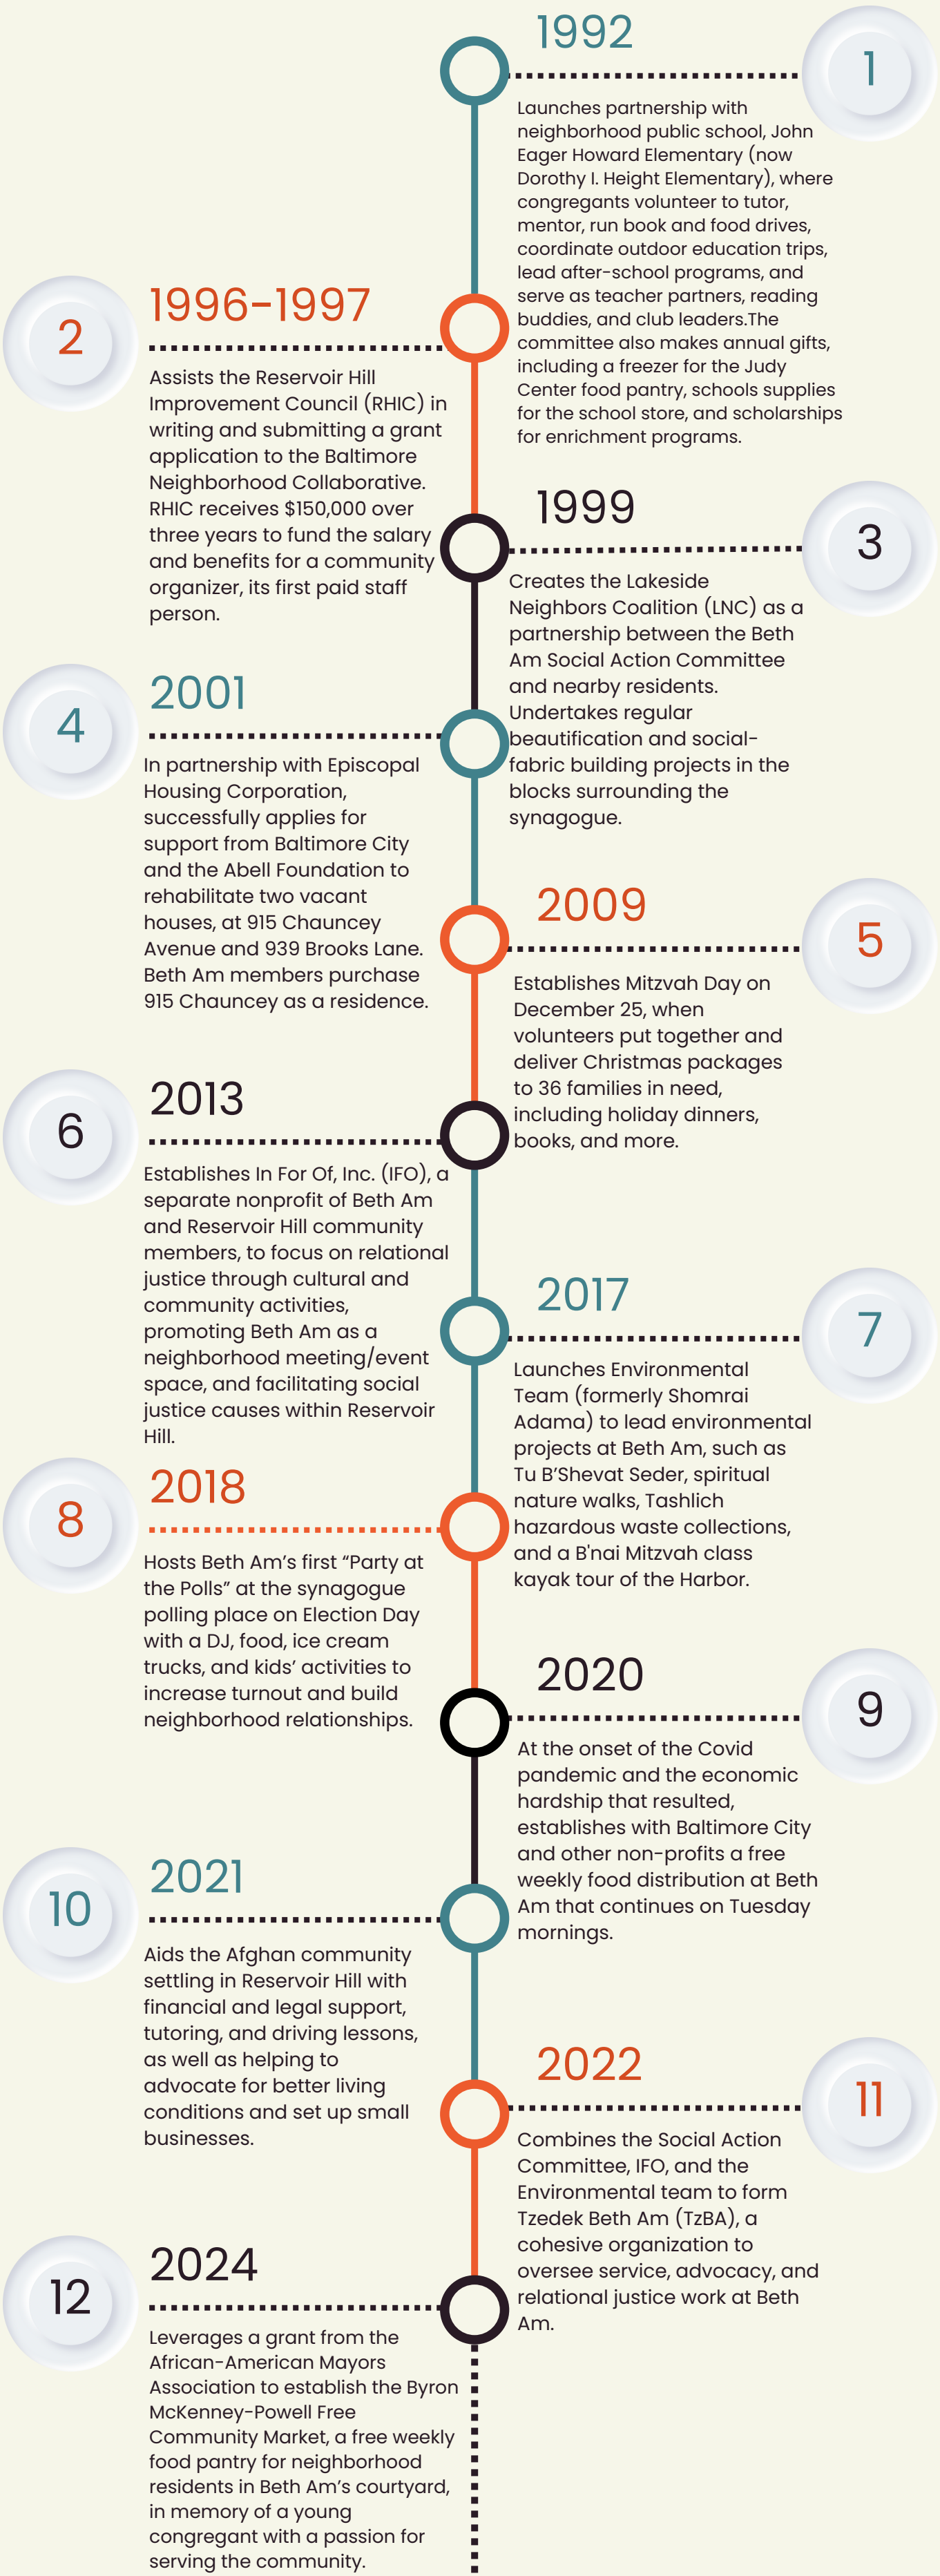 1992
1
Launches partnership with
neighborhood public school, John
Eager Howard Elementary (now
Dorothy I. Height Elementary), where
congregants volunteer to tutor,
mentor, run book and food drives,
coordinate outdoor education trips,
lead after-school programs, and
serve as teacher partners, reading
buddies, and club leaders.The
committee also makes annual gifts,
including a freezer for the Judy
Center food pantry, schools supplies
for the school store, and scholarships
for enrichment programs.
2
1996-1997
Assists the Reservoir Hill
Improvement Council (RHIC) in
writing and submitting a grant
application to the Baltimore
Neighborhood Collaborative.
RHIC receives $150,000 over
three years to fund the salary
and benefits for a community
organizer, its first paid staff
person.
1999
3
Creates the Lakeside
Neighbors Coalition (LNC) as a
partnership between the Beth
Am Social Action Committee
and nearby residents.
Undertakes regular
beautification and social-
fabric building projects in the
blocks surrounding the
synagogue.
4
2001
In partnership with Episcopal
Housing Corporation,
successfully applies for
support from Baltimore City
and the Abell Foundation to
rehabilitate two vacant
houses, at 915 Chauncey
Avenue and 939 Brooks Lane.
Beth Am members purchase
915 Chauncey as a residence.
2009
5
Establishes Mitzvah Day on
December 25, when
volunteers put together and
deliver Christmas packages
to 36 families in need,
including holiday dinners,
books, and more.
6
2013
Establishes In For Of, Inc. (IFO), a
separate nonprofit of Beth Am
and Reservoir Hill community
members, to focus on relational
justice through cultural and
community activities,
promoting Beth Am as a
neighborhood meeting/event
space, and facilitating social
justice causes within Reservoir
Hill.
2017
7
Launches Environmental
Team (formerly Shomrai
Adama) to lead environmental
projects at Beth Am, such as
Tu B'Shevat Seder, spiritual
nature walks, Tashlich
hazardous waste collections,
and a B'nai Mitzvah class
kayak tour of the Harbor.
8
2018
Hosts Beth Am’s first “Party at
the Polls” at the synagogue
polling place on Election Day
with a DJ, food, ice cream
trucks, and kids’ activities to
increase turnout and build
neighborhood relationships.
2020
9
At the onset of the Covid
pandemic and the economic
hardship that resulted,
establishes with Baltimore City
and other non-profits a free
weekly food distribution at Beth
Am that continues on Tuesday
mornings.
10
2021
Aids the Afghan community
settling in Reservoir Hill with
financial and legal support,
tutoring, and driving lessons,
as well as helping to
advocate for better living
conditions and set up small
businesses.
2022
11
Combines the Social Action
Committee, IFO, and the
Environmental team to form
Tzedek Beth Am (TzBA), a
cohesive organization to
oversee service, advocacy, and
relational justice work at Beth
Am.
12
2024
Leverages a grant from the
African-American Mayors
Association to establish the Byron
McKenney-Powell Free
Community Market, a free weekly
food pantry for neighborhood
residents in Beth Am’s courtyard,
in memory of a young
congregant with a passion for
serving the community.